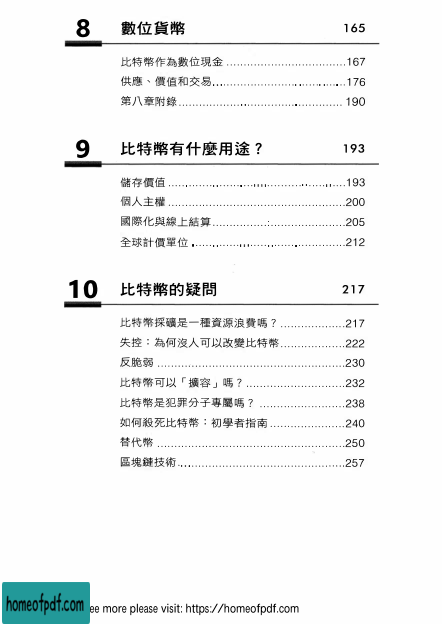 8 數位貨幣 165
比特幣作為數位現金 167
供應、價值和交易 176
第八章附錄 190
9 比特幣有什麼用途？ 193
儲存價值 193
個人主權 200
國際化與線上結算 205
全球計價單位 212
10 比特幣的疑問 217
比特幣採礦是一種資源浪費嗎？ 217
失控：為何沒人可以改變比特幣 222
反脆弱 230
比特幣可以「擴容」嗎？ 232
比特幣是犯罪分子專屬嗎？ 238
如何殺死比特幣：初學者指南 240
替代幣 250
區塊鏈技術 257
homeofpdf.com ee more please visit: https://homeofpdf.com